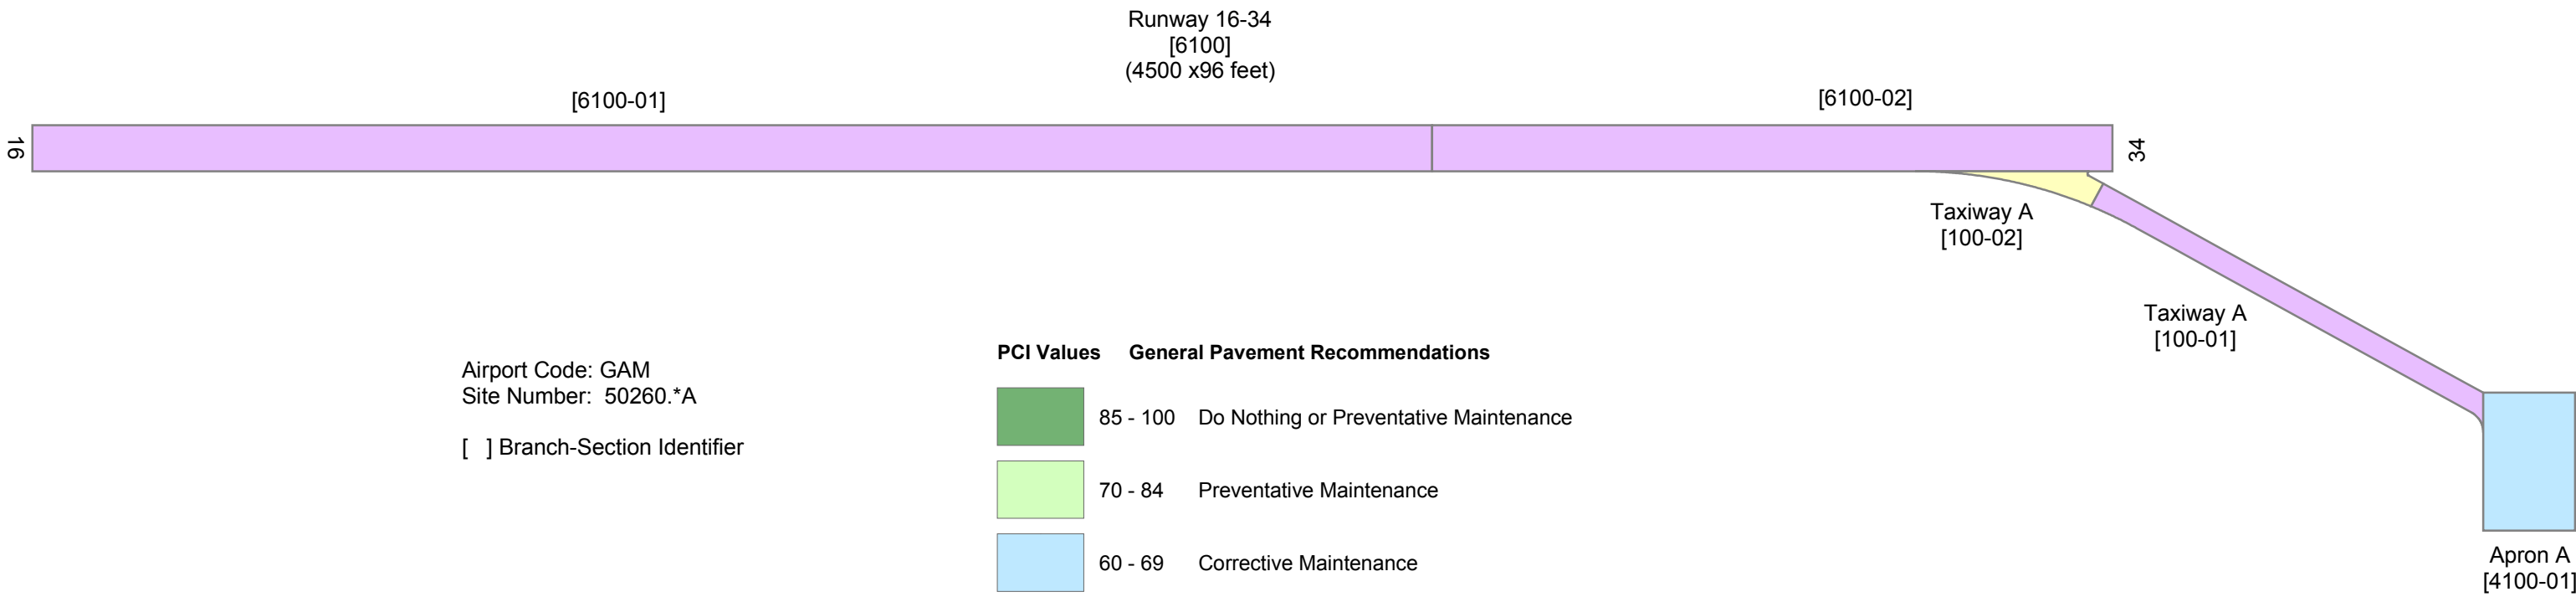 Runway 16-34
[6100]
(4500 x96 feet)
[6100-01]
[6100-02]
16
34
Taxiway A
[100-02]
Taxiway A
[100-01]
Airport Code: GAM
Site Number:  50260.*A
[   ] Branch-Section Identifier
PCI Values    General Pavement Recommendations
85 - 100    Do Nothing or Preventative Maintenance
70 - 84    Preventative Maintenance
60 - 69    Corrective Maintenance
Apron A
[4100-01]